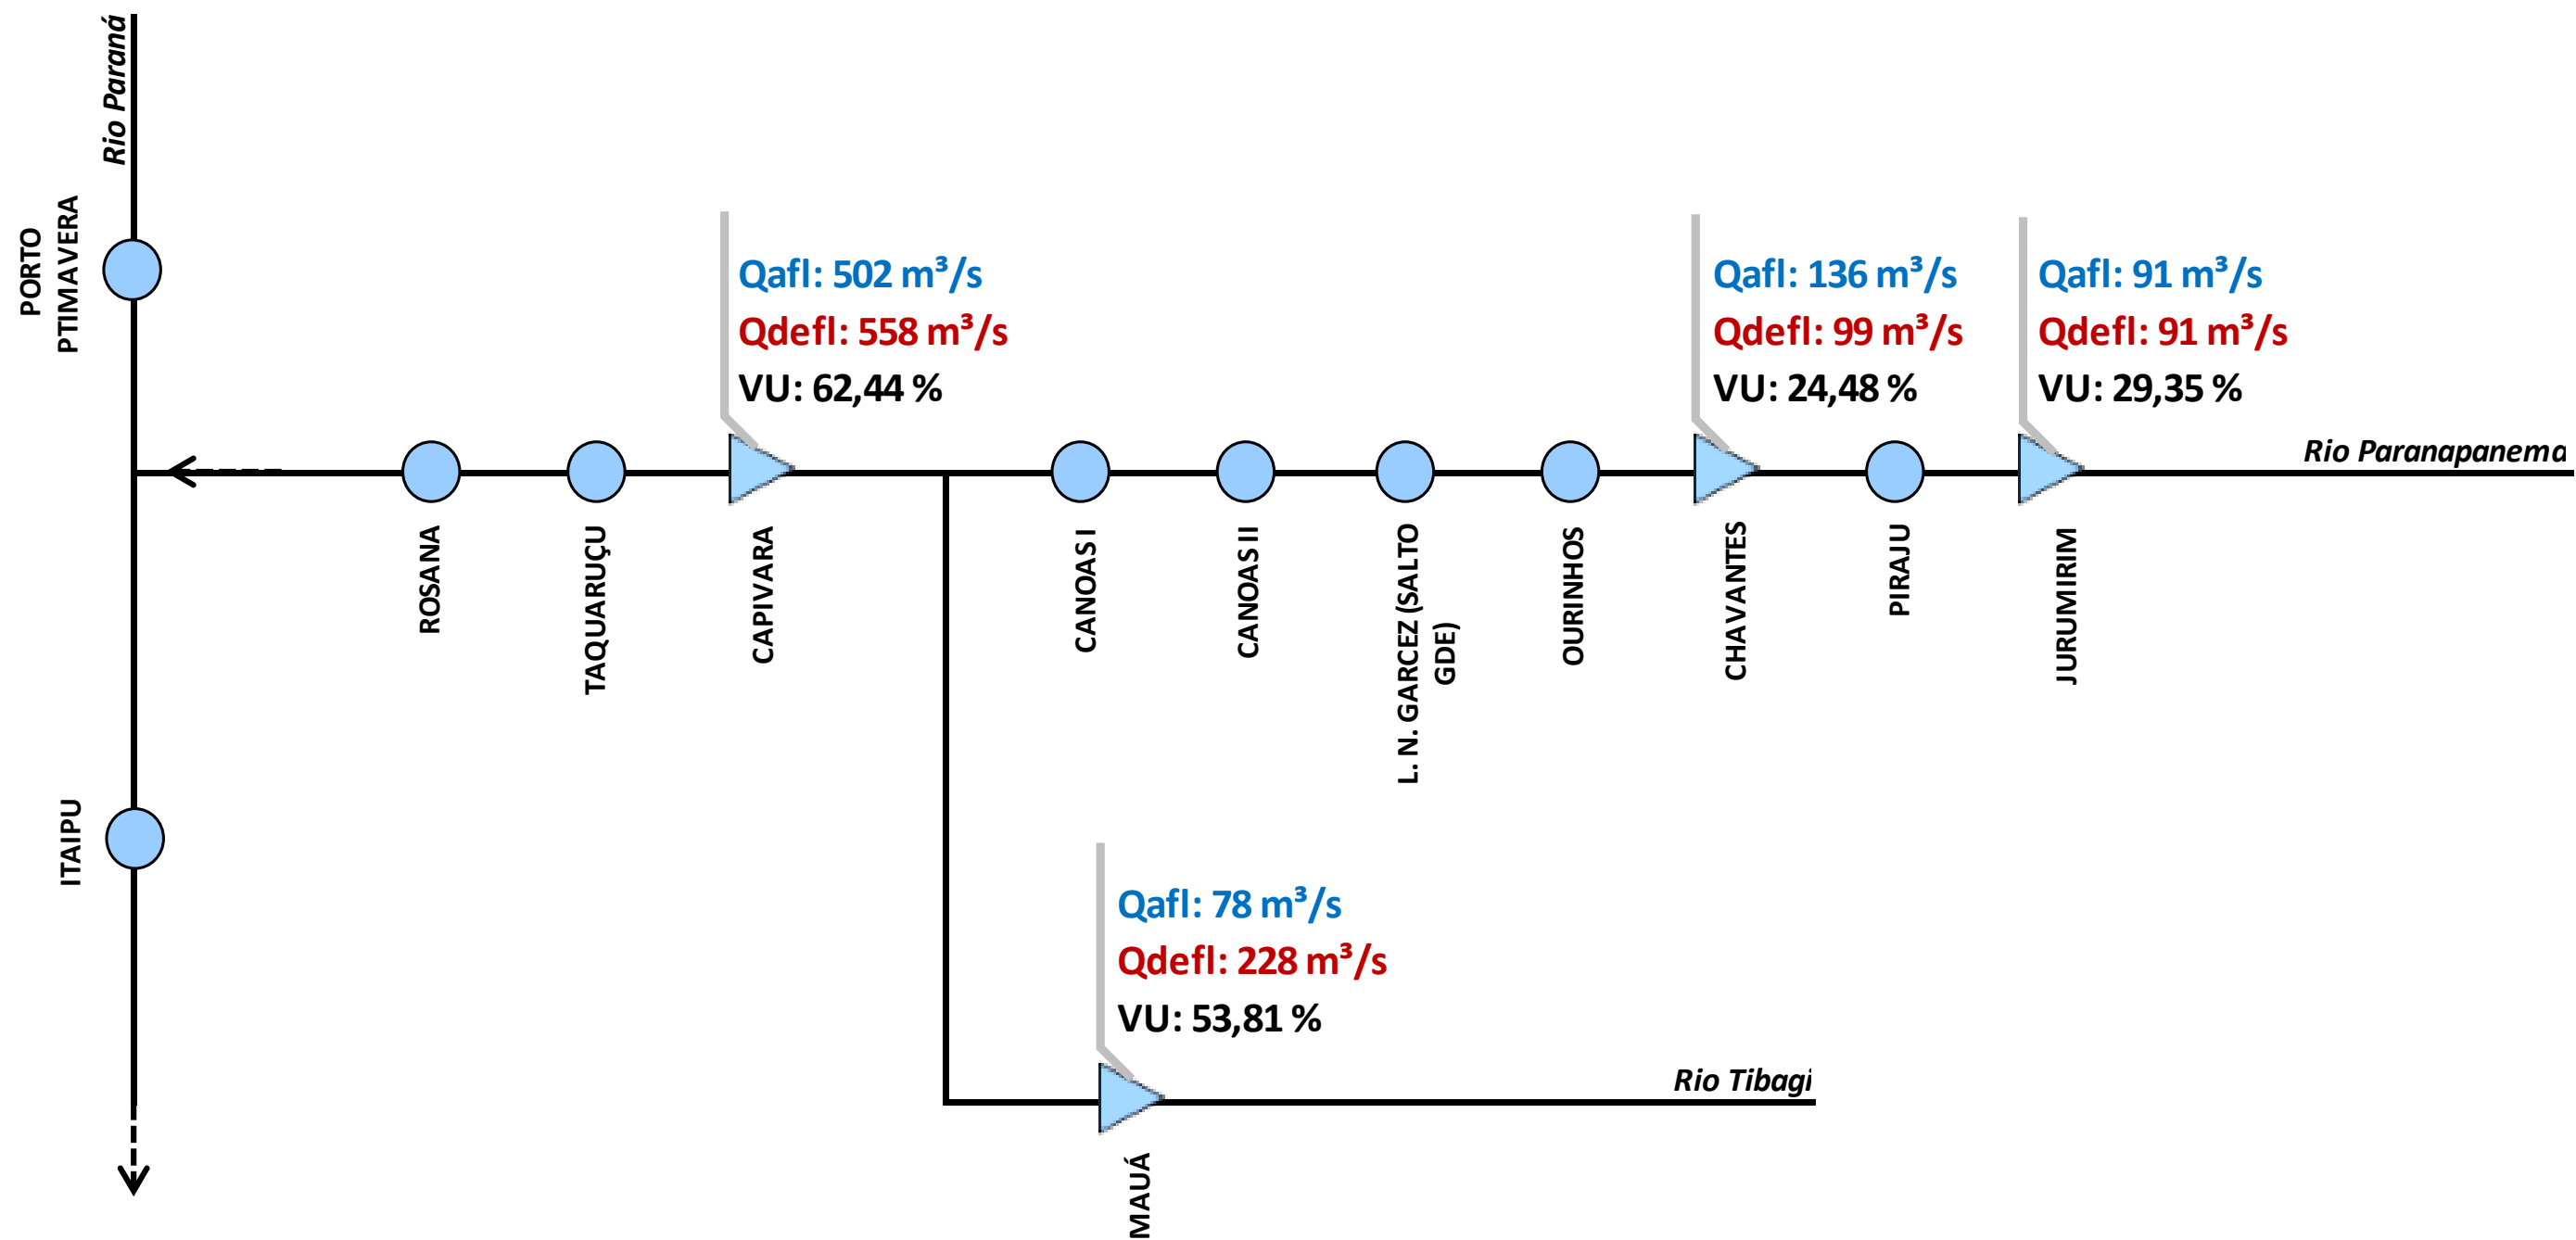 Rio Paraná
PORTO
PTIMAVERA
Qafl: 502 m³/s
Qdefl: 558 m³/s
VU: 62,44 %
Qafl: 136 m³/s
Qdefl: 99 m³/s
VU: 24,48 %
Qafl: 91 m³/s
Qdefl: 91 m³/s
VU: 29,35 %
Rio Paranapanema
ROSANA
TAQUARUÇU
CAPIVARA
CANOAS I
CANOAS II
L. N. GARCEZ (SALTO
GDE)
OURINHOS
CHAVANTES
PIRAJU
JURUMIRIM
ITAIPU
Qafl: 78 m³/s
Qdefl: 228 m³/s
VU: 53,81 %
Rio Tibagi
MAUÁ